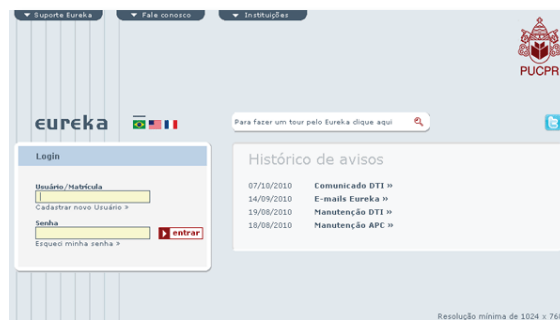 Suporte Eureka
Fale conosco
Instituições
PUCPR
eureka
Para fazer um tour pelo Eureka clique aqui
Login
Usuário/Matrícula
Cadastrar novo Usuário »
Senha
entrar
Esqueci minha senha >
Histórico de avisos
07/10/2010 Comunicado DTI »
14/09/2010 E-mails Eureka »
19/08/2010 Manutenção DTI »
18/08/2010 Manutenção APC »
Resolução mínima de 1024 x 768